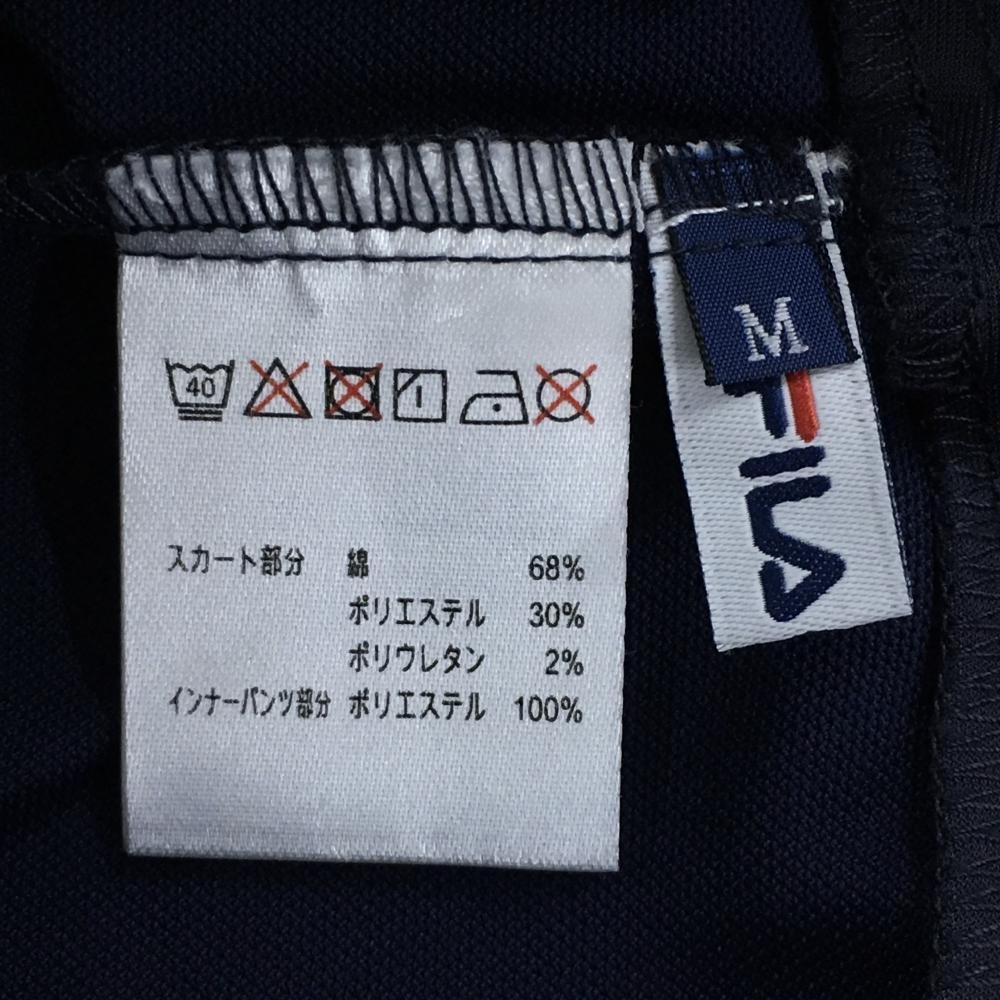 40
スカート部分 綿 68%
ポリエステル 30%
ポリウレタン 2%
インナーパンツ部分 ポリエステル 100%
M
FILA